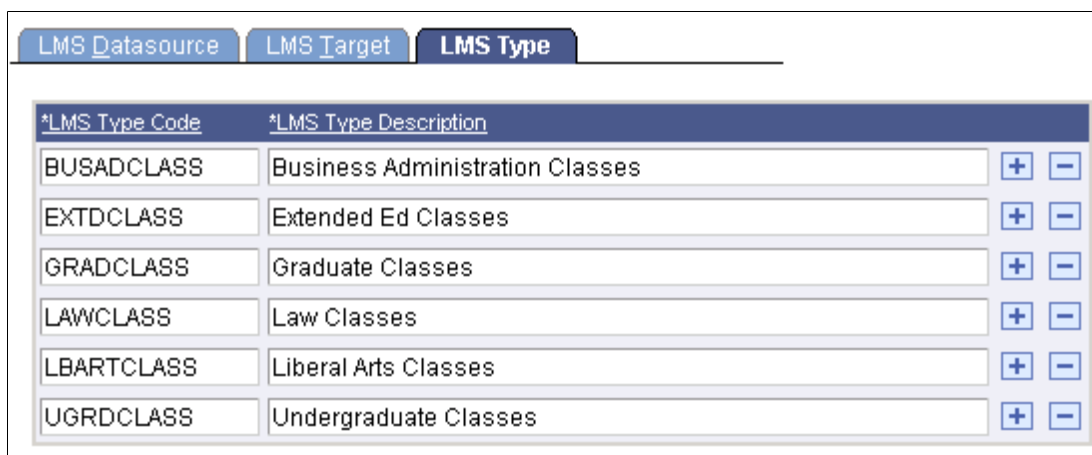 LMS Datasource LMS Target LMS Type
*LMS Type Code *LMS Type Description
BUSADCLASS Business Administration Classes + −
EXTDCLASS Extended Ed Classes + −
GRADCLASS Graduate Classes + −
LAWCLASS Law Classes + −
LBARTCLASS Liberal Arts Classes + −
UGRDCLASS Undergraduate Classes + −